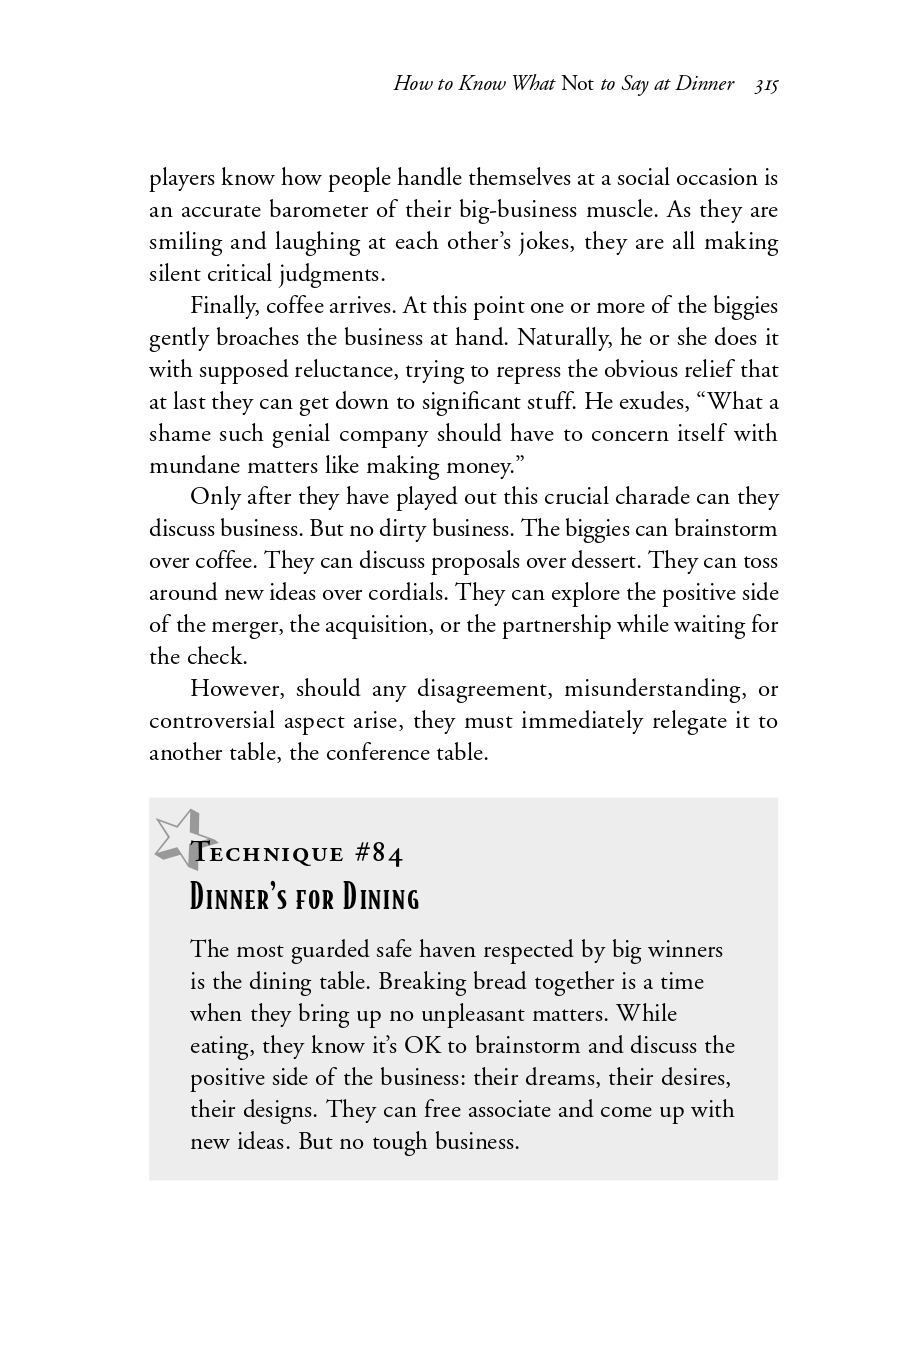 How to Know What Not to Say at Dinner 315
players know how people handle themselves at a social occasion is
an accurate barometer of their big-business muscle. As they are
smiling and laughing at each other’s jokes, they are all making
silent critical judgments.
Finally, coffee arrives. At this point one or more of the biggies
gently broaches the business at hand. Naturally, he or she does it
with supposed reluctance, trying to repress the obvious relief that
at last they can get down to significant stuff. He exudes, “What a
shame such genial company should have to concern itself with
mundane matters like making money.”
Only after they have played out this crucial charade can they
discuss business. But no dirty business. The biggies can brainstorm
over coffee. They can discuss proposals over dessert. They can toss
around new ideas over cordials. They can explore the positive side
of the merger, the acquisition, or the partnership while waiting for
the check.
However, should any disagreement, misunderstanding, or
controversial aspect arise, they must immediately relegate it to
another table, the conference table.
Technique #84
Dinner’s for Dining
The most guarded safe haven respected by big winners
is the dining table. Breaking bread together is a time
when they bring up no unpleasant matters. While
eating, they know it’s OK to brainstorm and discuss the
positive side of the business: their dreams, their desires,
their designs. They can free associate and come up with
new ideas. But no tough business.